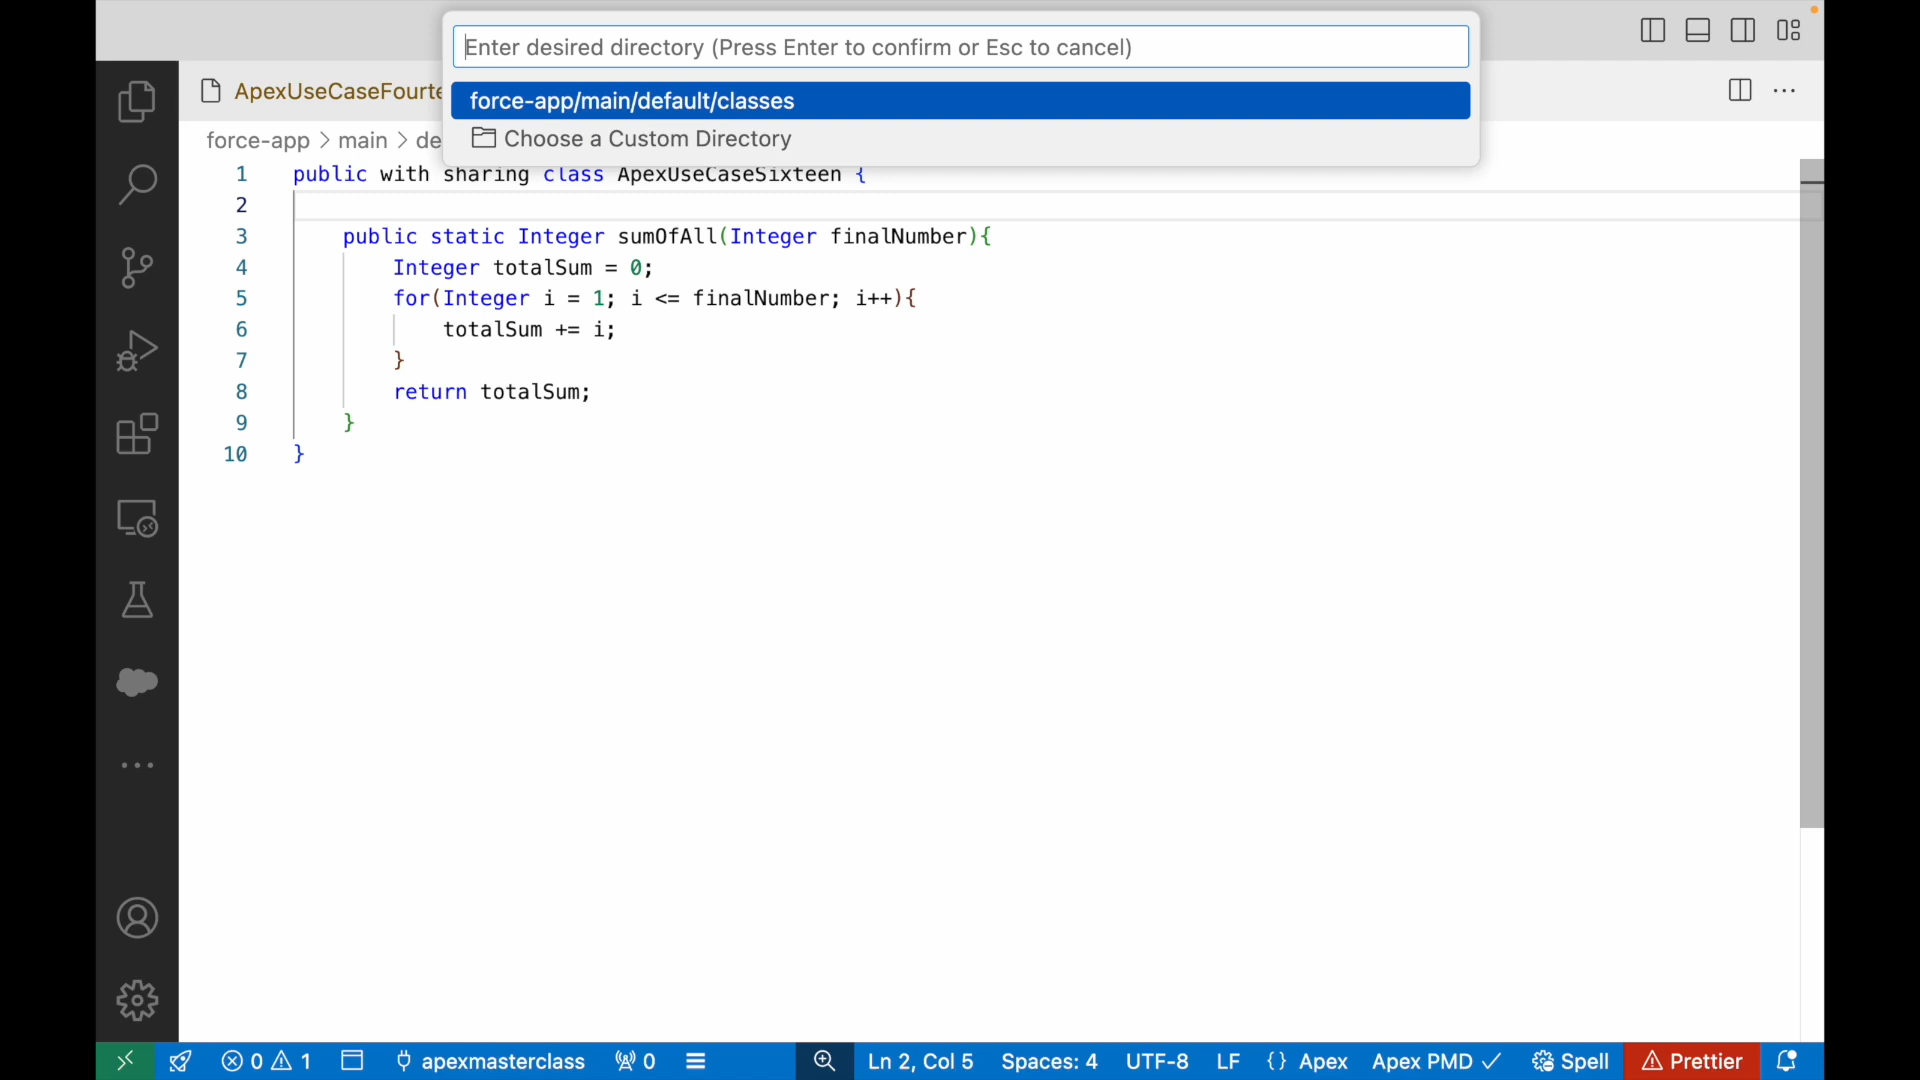 Enter desired directory (Press Enter to confirm or Esc to cancel)
force-app/main/default/classes
Choose a Custom Directory
ApexUseCaseFourte
force-app > main > de
1 public with sharing class ApexUseCaseSixteen {
2
3 public static Integer sumOfAll(Integer finalNumber){
4 Integer totalSum = 0;
5 for(Integer i = 1; i <= finalNumber; i++){
6 totalSum += i;
7 }
8 return totalSum;
9 }
10 }
0 1 apexmasterclass 0 Ln 2, Col 5 Spaces: 4 UTF-8 LF {} Apex Apex PMD ✓ Spell Prettier